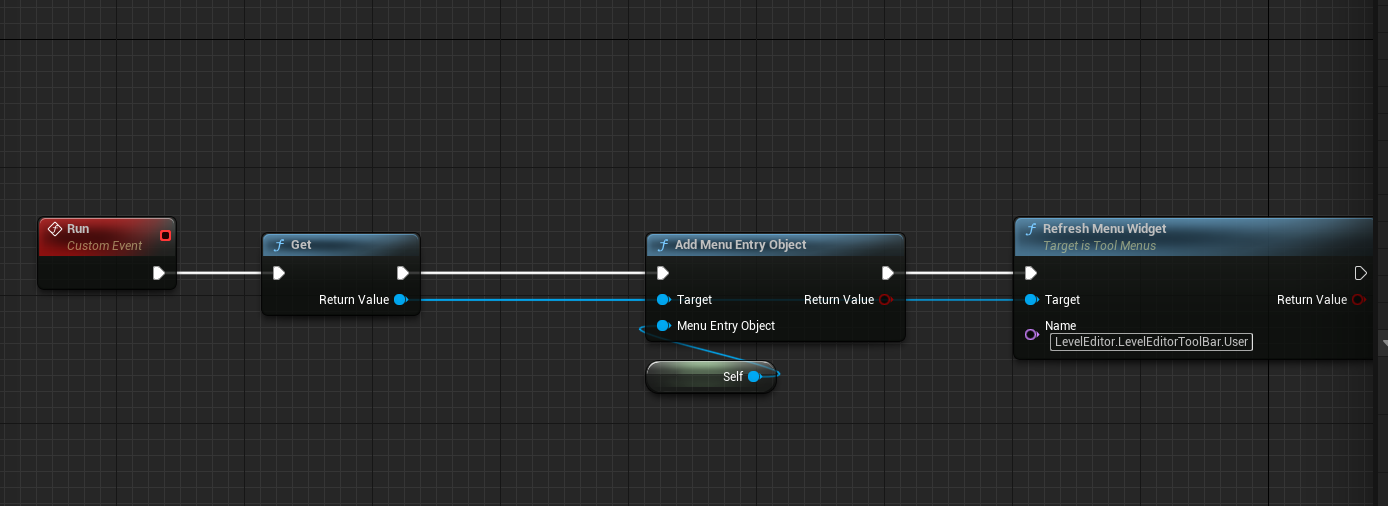 Run
Custom Event
Get
Return Value
Add Menu Entry Object
Target
Return Value
Menu Entry Object
Self
Refresh Menu Widget
Target is Tool Menus
Target
Return Value
Name
LevelEditor.LevelEditorToolBar.User